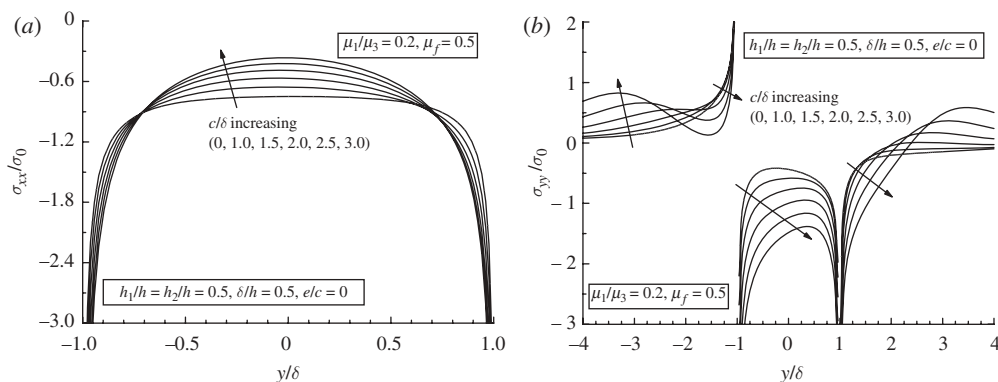 (a)
0
−0.6
−1.2
−1.8
−2.4
−3.0
σxx/σ0
μ1/μ3 = 0.2, μf = 0.5
c/δ increasing
(0, 1.0, 1.5, 2.0, 2.5, 3.0)
h1/h = h2/h = 0.5, δ/h = 0.5, e/c = 0
−1.0 −0.5 0 0.5 1.0
y/δ
(b)
2
1
0
−1
−2
−3
σyy/σ0
h1/h = h2/h = 0.5, δ/h = 0.5, e/c = 0
c/δ increasing
(0, 1.0, 1.5, 2.0, 2.5, 3.0)
μ1/μ3 = 0.2, μf = 0.5
−4 −3 −2 −1 0 1 2 3 4
y/δ